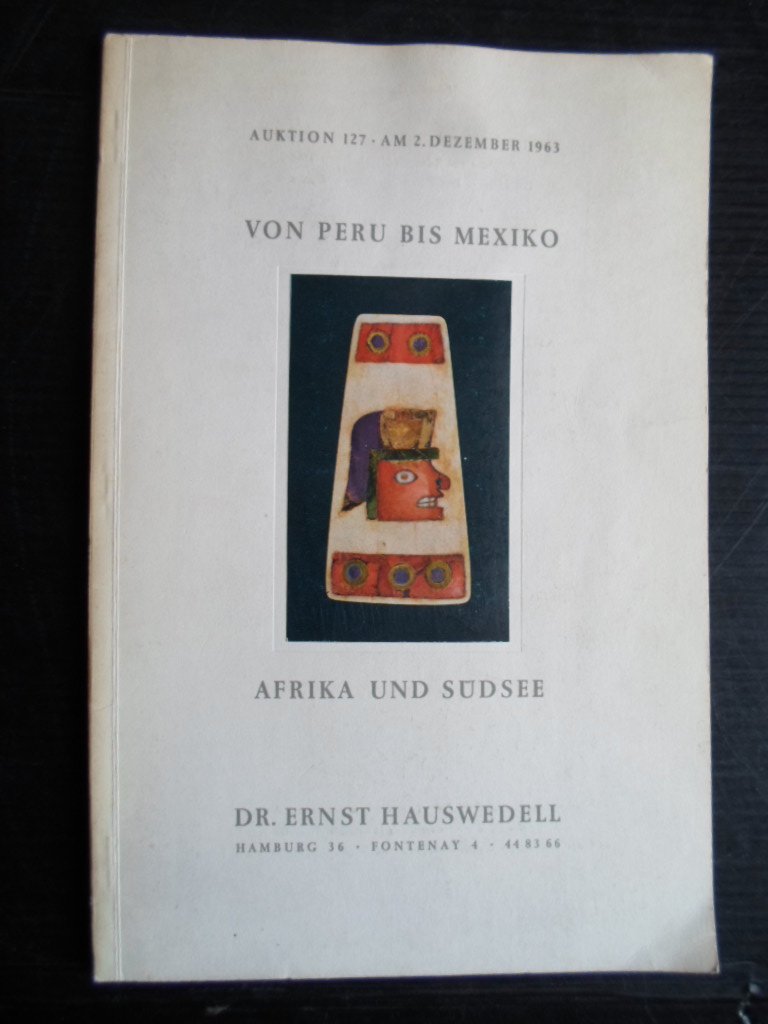 AUKTION 127 · AM 2. DEZEMBER 1963
VON PERU BIS MEXIKO
AFRIKA UND SÜDSEE
DR. ERNST HAUSWEDELL
HAMBURG 36 · FONTENAY 4 · 44 83 66